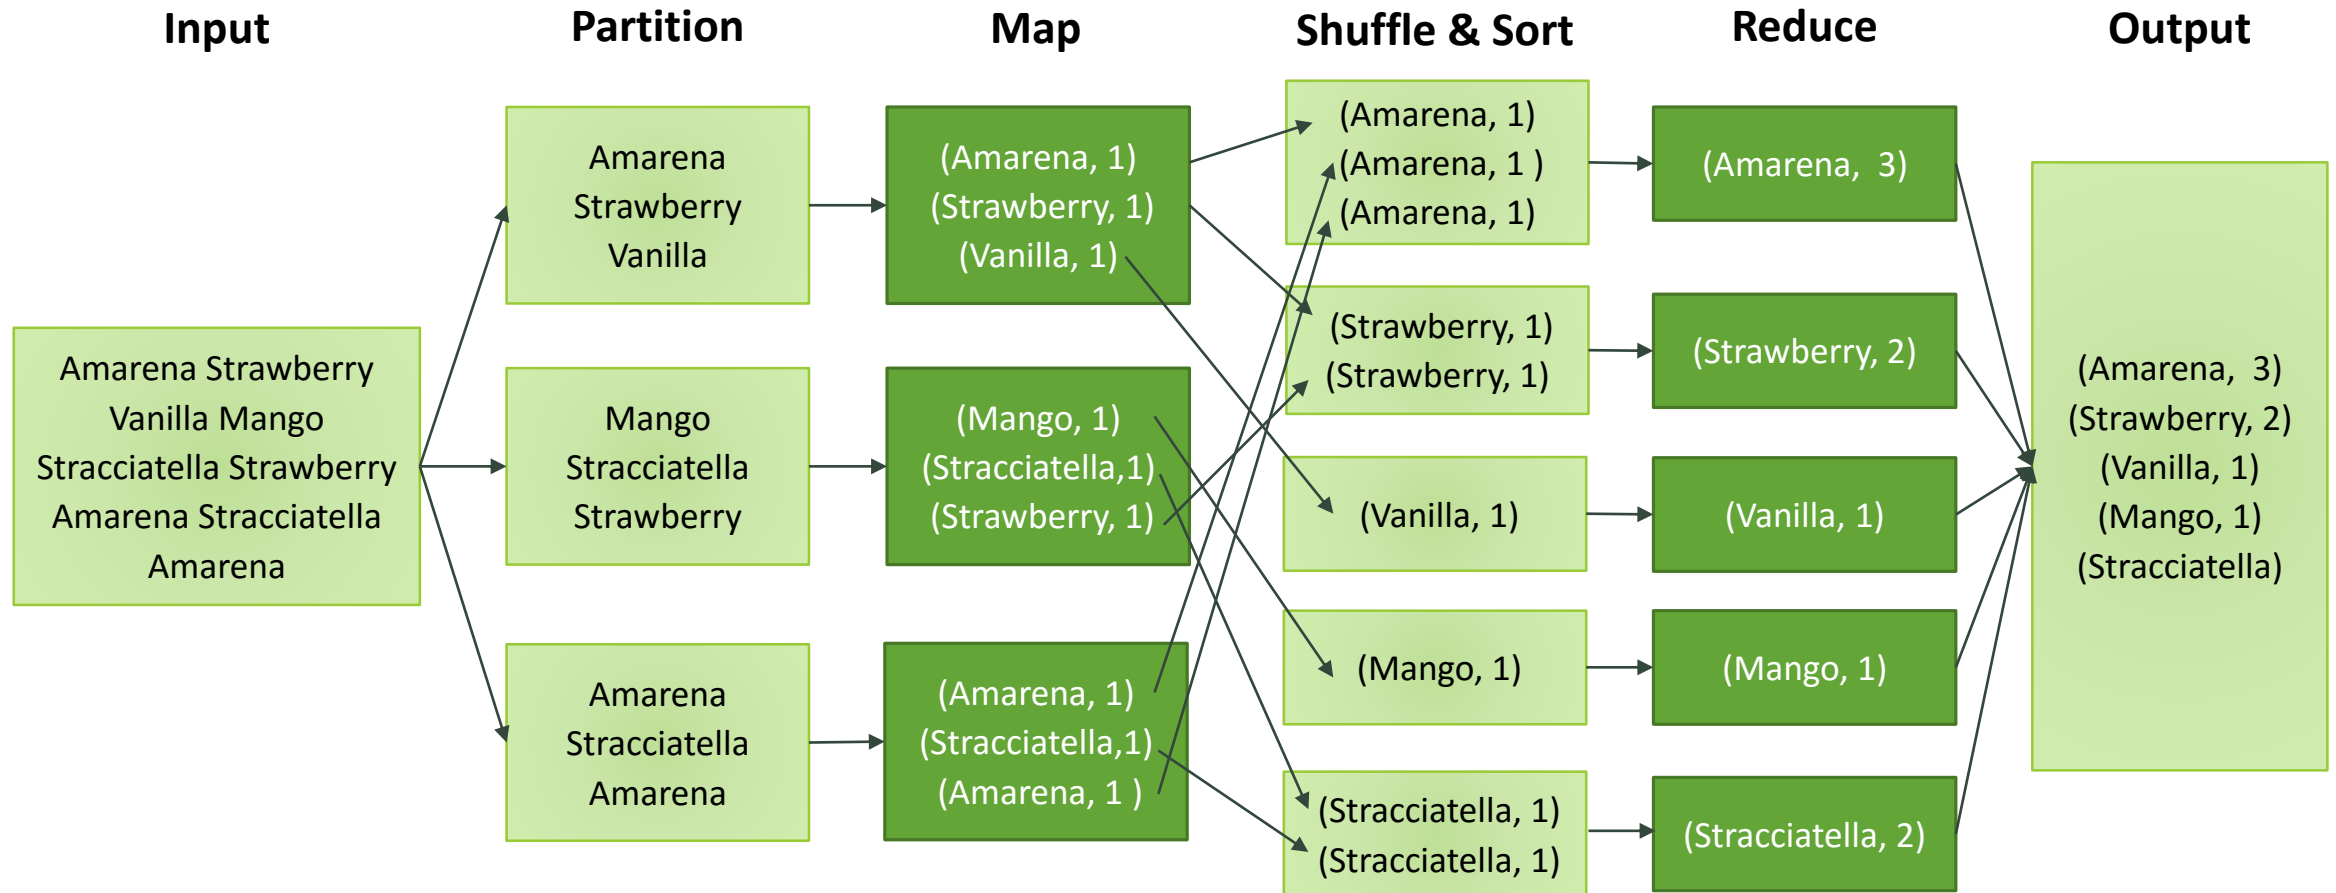 Input
Partition
Map
Shuffle & Sort
Reduce
Output
Amarena Strawberry
Vanilla Mango
Stracciatella Strawberry
Amarena Stracciatella
Amarena
Amarena
Strawberry
Vanilla
Mango
Stracciatella
Strawberry
Amarena
Stracciatella
Amarena
(Amarena, 1)
(Strawberry, 1)
(Vanilla, 1)
(Mango, 1)
(Stracciatella,1)
(Strawberry, 1)
(Amarena, 1)
(Stracciatella,1)
(Amarena, 1 )
(Amarena, 1)
(Amarena, 1 )
(Amarena, 1)
(Strawberry, 1)
(Strawberry, 1)
(Vanilla, 1)
(Mango, 1)
(Stracciatella, 1)
(Stracciatella, 1)
(Amarena,  3)
(Strawberry, 2)
(Vanilla, 1)
(Mango, 1)
(Stracciatella, 2)
(Amarena,  3)
(Strawberry, 2)
(Vanilla, 1)
(Mango, 1)
(Stracciatella)